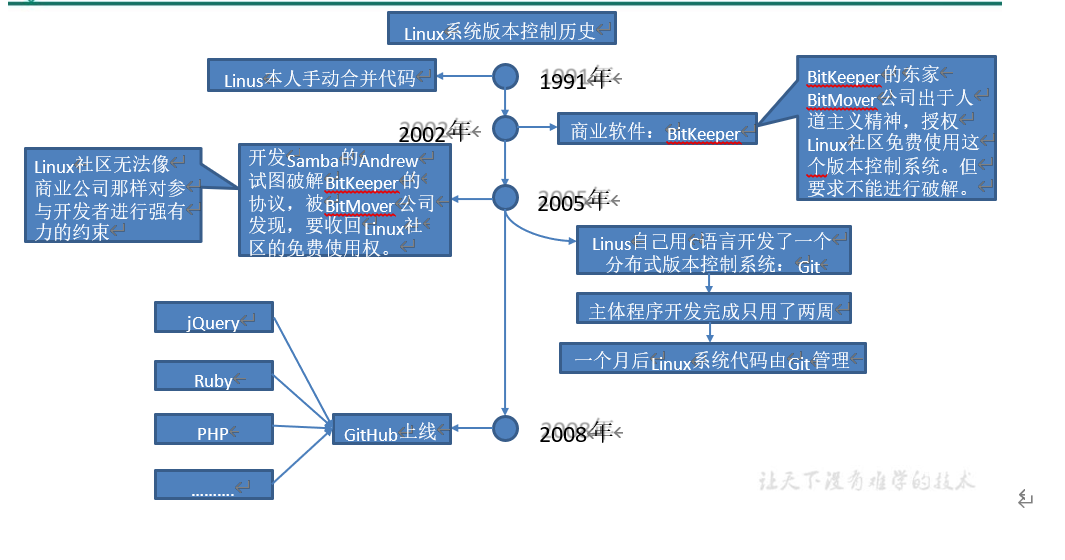 Linux系统版本控制历史
Linus本人手动合并代码
1991年
2002年
商业软件：BitKeeper
BitKeeper的东家
BitMover公司出于人
道主义精神，授权
Linux社区免费使用这
个版本控制系统。但
要求不能进行破解。
Linux社区无法像
商业公司那样对参
与开发者进行强有
力的约束
开发Samba的Andrew
试图破解BitKeeper的
协议，被BitMover公司
发现，要收回Linux社
区的免费使用权。
2005年
Linus自己用C语言开发了一个
分布式版本控制系统：Git
主体程序开发完成只用了两周
一个月后Linux系统代码由Git管理
jQuery
Ruby
PHP
..........
GitHub上线
2008年
让天下没有难学的技术